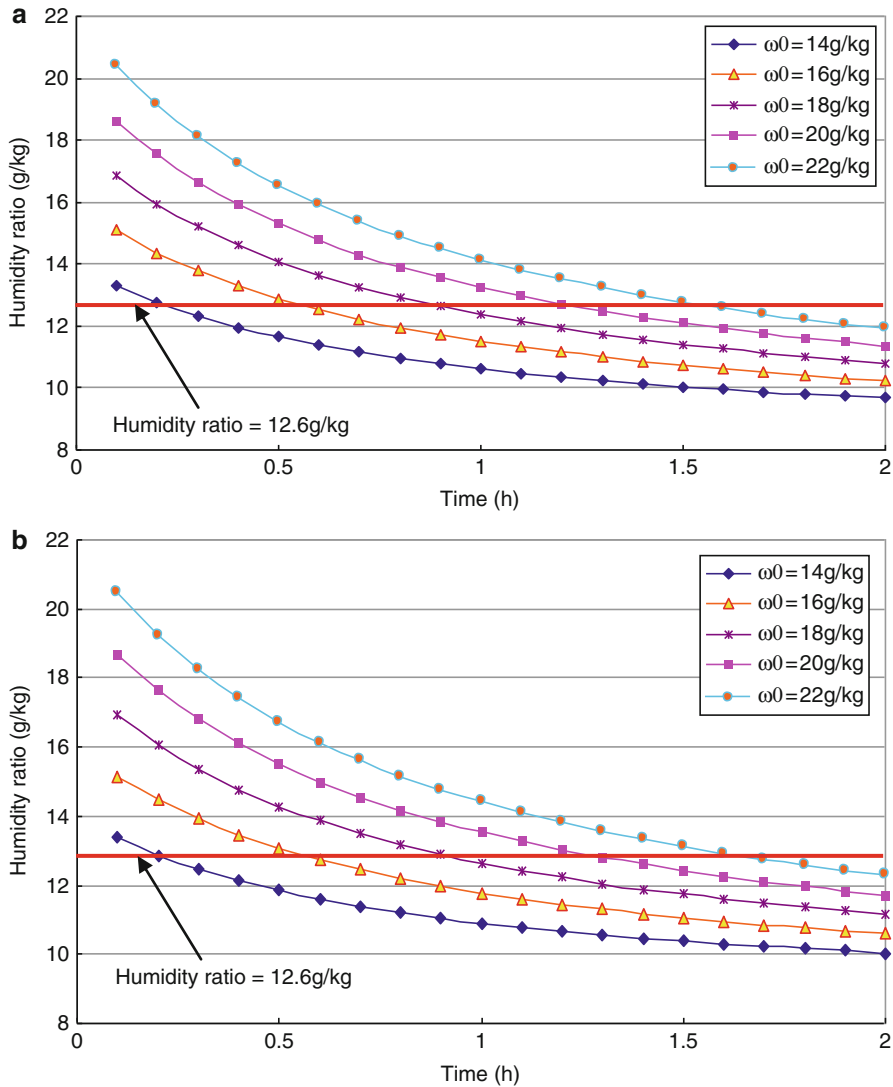 a
22
20
18
16
14
12
10
8
Humidity ratio (g/kg)
ω0=14g/kg
ω0=16g/kg
ω0=18g/kg
ω0=20g/kg
ω0=22g/kg
Humidity ratio = 12.6g/kg
0
0.5
1
1.5
2
Time (h)
b
22
20
18
16
14
12
10
8
Humidity ratio (g/kg)
ω0=14g/kg
ω0=16g/kg
ω0=18g/kg
ω0=20g/kg
ω0=22g/kg
Humidity ratio = 12.6g/kg
0
0.5
1
1.5
2
Time (h)